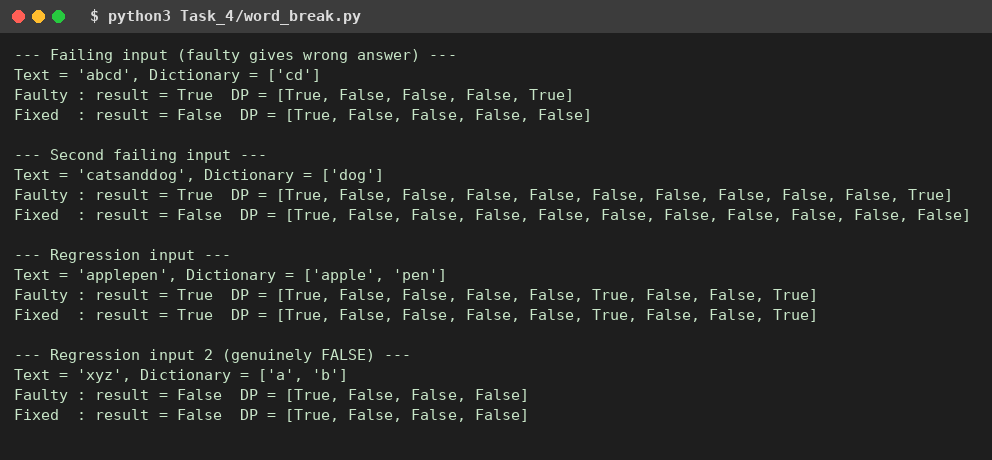 $ python3 Task_4/word_break.py
--- Failing input (faulty gives wrong answer) ---
Text = 'abcd', Dictionary = ['cd']
Faulty : result = True  DP = [True, False, False, False, True]
Fixed  : result = False  DP = [True, False, False, False, False]
--- Second failing input ---
Text = 'catsanddog', Dictionary = ['dog']
Faulty : result = True  DP = [True, False, False, False, False, False, False, False, False, False, True]
Fixed  : result = False  DP = [True, False, False, False, False, False, False, False, False, False, False]
--- Regression input ---
Text = 'applepen', Dictionary = ['apple', 'pen']
Faulty : result = True  DP = [True, False, False, False, False, True, False, False, True]
Fixed  : result = True  DP = [True, False, False, False, False, True, False, False, True]
--- Regression input 2 (genuinely FALSE) ---
Text = 'xyz', Dictionary = ['a', 'b']
Faulty : result = False  DP = [True, False, False, False]
Fixed  : result = False  DP = [True, False, False, False]